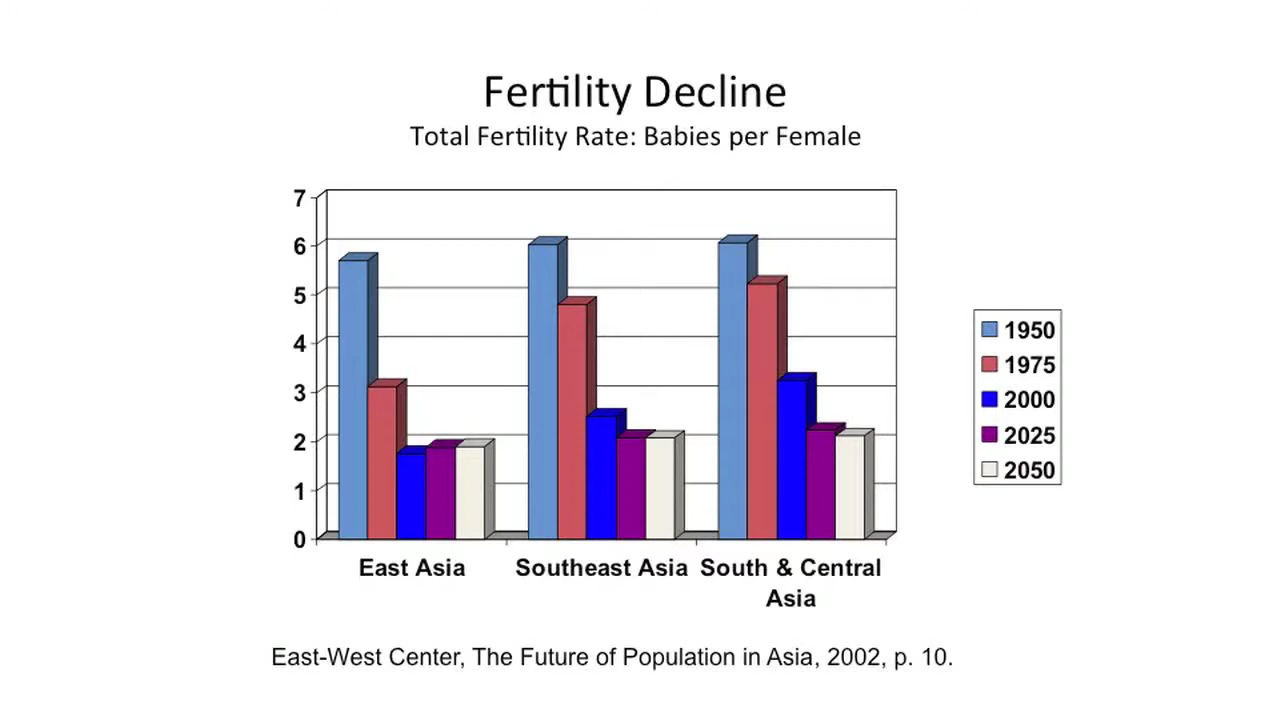 Fertility Decline
Total Fertility Rate: Babies per Female
7
6
5
4
3
2
1
0
1950
1975
2000
2025
2050
East Asia
Southeast Asia
South & Central
Asia
East-West Center, The Future of Population in Asia, 2002, p. 10.